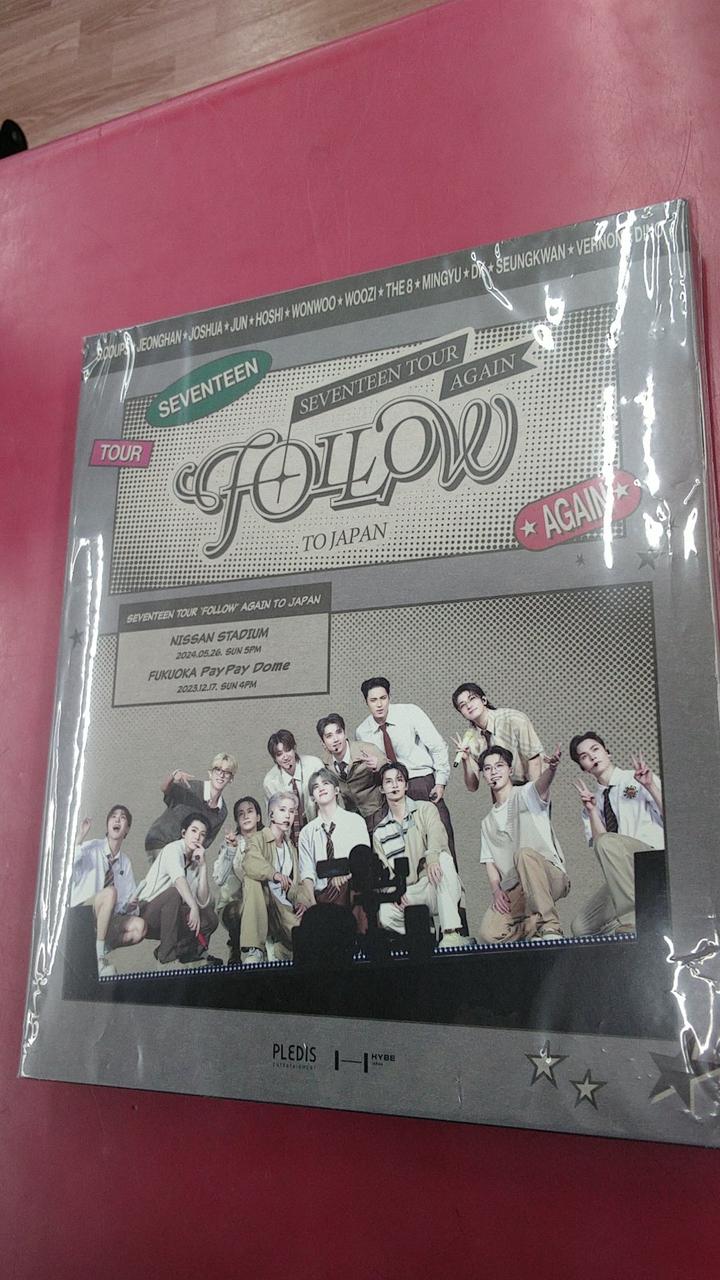 S.COUPS★JEONGHAN★JOSHUA★JUN★HOSHI★WONWOO★WOOZI★THE 8★MINGYU★DK★SEUNGKWAN★VERNON★DINO
SEVENTEEN
SEVENTEEN TOUR
AGAIN
TOUR
FOLLOW
★AGAIN★
TO JAPAN
SEVENTEEN TOUR 'FOLLOW' AGAIN TO JAPAN
NISSAN STADIUM
2024.05.26. SUN 5PM
FUKUOKA PayPay Dome
2023.12.17. SUN 4PM
PLEDIS
ENTERTAINMENT
HYBE
JAPAN